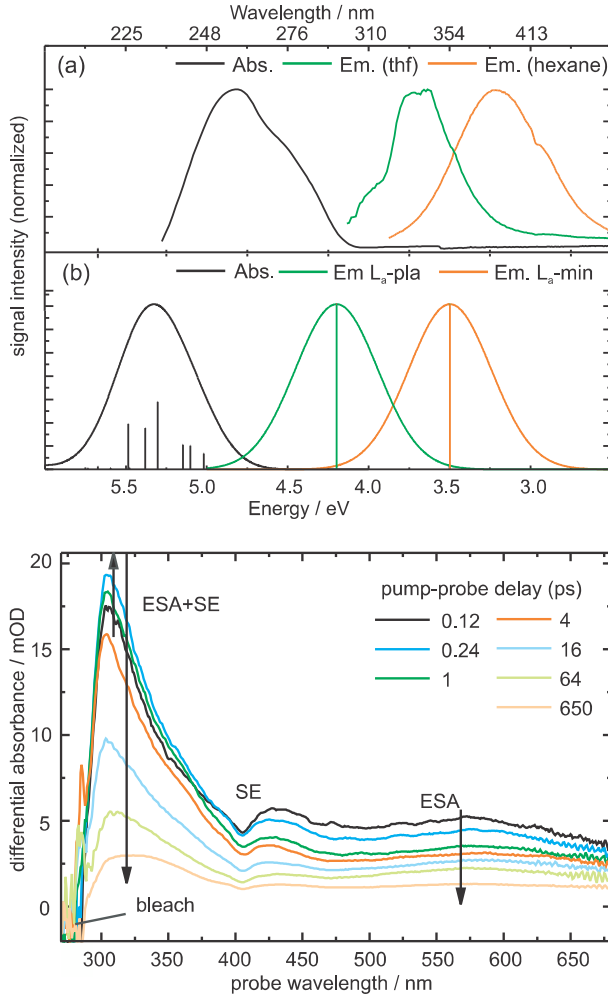 Wavelength / nm
225 248 276 310 354 413
(a) Abs. Em. (thf) Em. (hexane)
signal intensity (normalized)
(b) Abs. Em Lₐ-pla Em. Lₐ-min
5.5 5.0 4.5 4.0 3.5 3.0
Energy / eV
differential absorbance / mOD
20
15
10
5
0
ESA+SE
SE
ESA
bleach
pump-probe delay (ps)
0.12 4
0.24 16
1 64
650
300 350 400 450 500 550 600 650
probe wavelength / nm